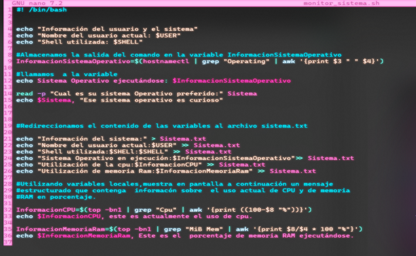 GNU nano 7.2 monitor_sistema.sh
#! /bin/bash
echo "Información del usuario y el sistema"
echo "Nombre del usuario actual: $USER"
echo "Shell utilizada: $SHELL"
#Almacenamos la salida del comando en la variable InformacionSistemaOperativo
InformacionSistemaOperativo=$(hostnamectl | grep "Operating" | awk '{print $3 " " $4}')
#llamamos a la variable
echo Sistema Operativo ejecutándose: $InformacionSistemaOperativo
read -p "Cual es su sistema Operativo preferido:" Sistema
echo $Sistema, "Ese sistema operativo es curioso"
#Redireccionamos el contenido de las variables al archivo sistema.txt
echo "Información del sistema:" > Sistema.txt
echo "Nombre del usuario actual:$USER" >> Sistema.txt
echo "Shell utilizada:$SHELL:$SHELL" >> Sistema.txt
echo "Sistema Operativo en ejecución:$InformacionSistemaOperativo">> Sistema.txt
echo "Utilización de la cpu:$InformacionCPU" >> Sistema.txt
echo "Utilización de memoria Ram:$InformacionMemoriaRam" >> Sistema.txt
#Utilizando variables locales,muestra en pantalla a continuación un mensaje
#estructurado que contenga información sobre el uso actual de CPU y de memoria
#RAM en porcentaje.
InformacionCPU=$(top -bn1 | grep "Cpu" | awk '{print ((100-$8 "%"))}')
echo $InformacionCPU, este es actualmente el uso de cpu.
InformacionMemoriaRam=$(top -bn1 | grep "MiB Mem" | awk '{print $8/$4 * 100 "%"}')
echo $InformacionMemoriaRam, Este es el porcentaje de memoria RAM ejecutándose.